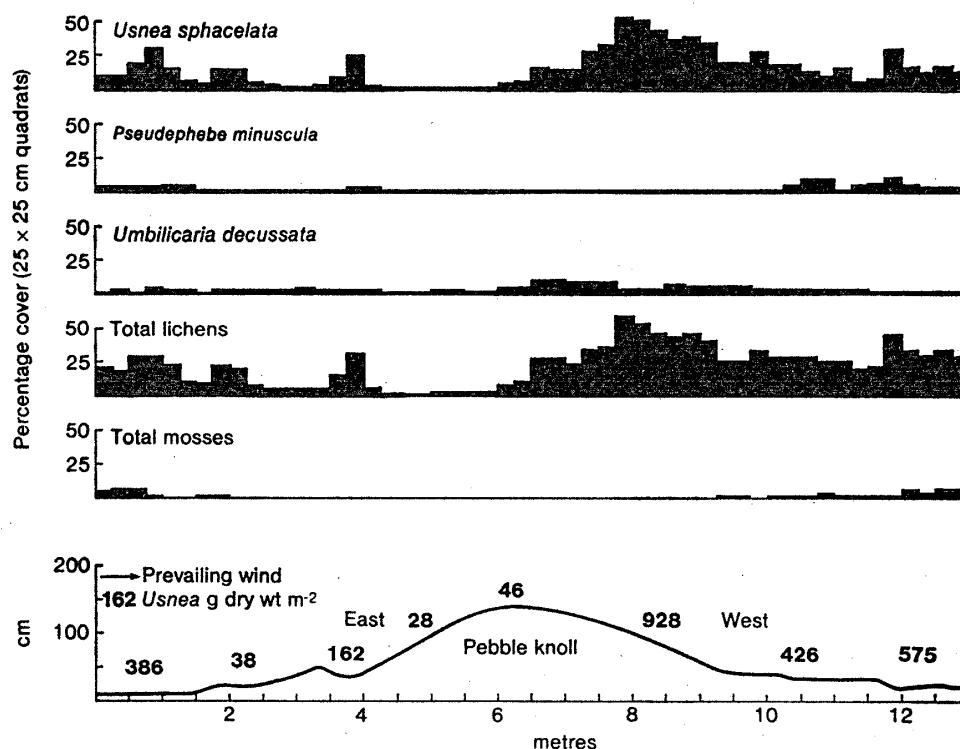 Percentage cover (25 x 25 cm quadrats)
50
25
Usnea sphacelata
50
25
Pseudephebe minuscula
50
25
Umbilicaria decussata
50
25
Total lichens
50
25
Total mosses
cm
200
100
Prevailing wind
162 Usnea g dry wt m-2
46
East 28 928 West
Pebble knoll
386 38 162 426 575
2 4 6 8 10 12
metres